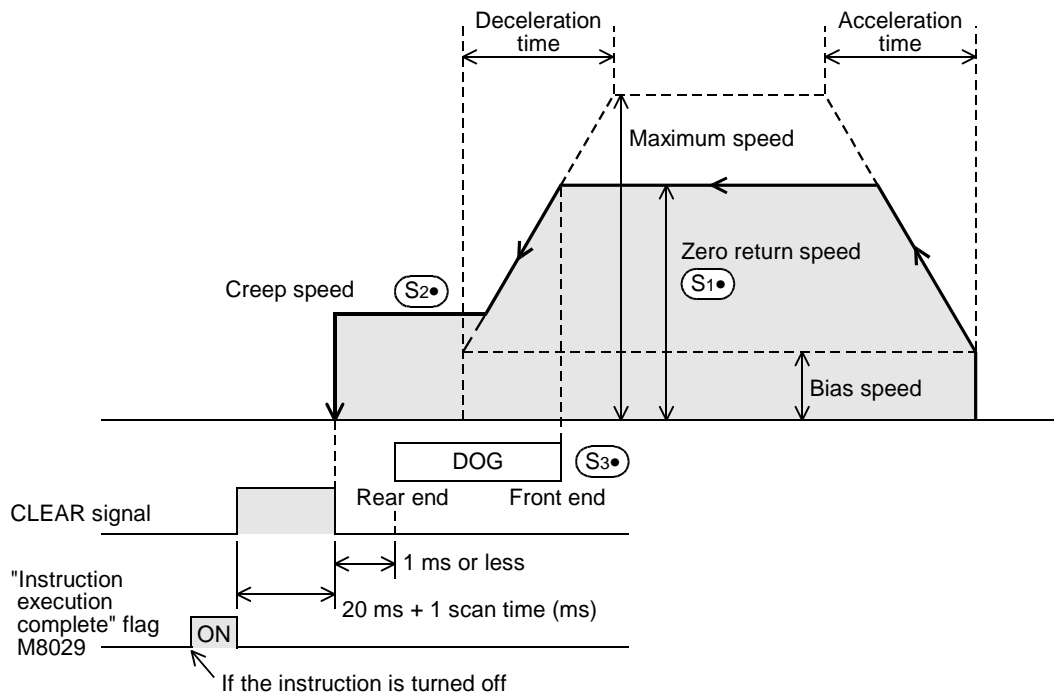 Deceleration
time
Acceleration
time
Maximum speed
Zero return speed
S1•
Creep speed
S2•
Bias speed
DOG
S3•
Rear end
Front end
CLEAR signal
1 ms or less
20 ms + 1 scan time (ms)
"Instruction
execution
complete" flag
M8029
ON
If the instruction is turned off